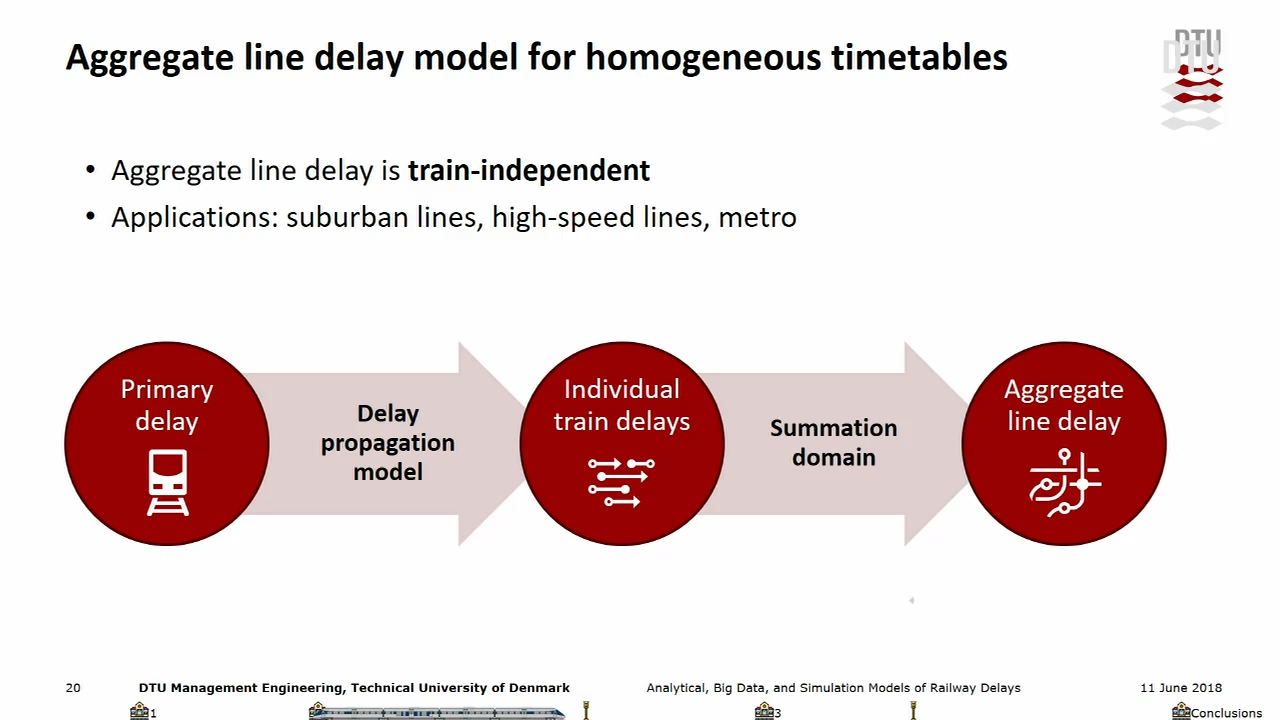 Aggregate line delay model for homogeneous timetables
DTU
DTU
• Aggregate line delay is train-independent
• Applications: suburban lines, high-speed lines, metro
Primary
delay
Delay
propagation
model
Individual
train delays
Summation
domain
Aggregate
line delay
20 DTU Management Engineering, Technical University of Denmark Analytical, Big Data, and Simulation Models of Railway Delays 11 June 2018
1 3 Conclusions